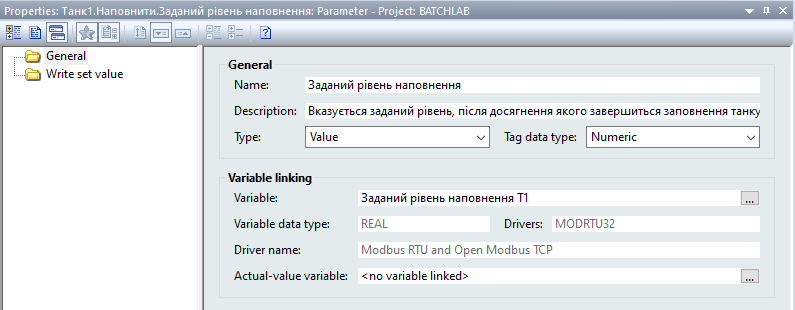 Properties: Танк1.Наповнити.Заданий рівень наповнення: Parameter - Project: BATCHLAB
General
Write set value
General
Name: Заданий рівень наповнення
Description: Вказується заданий рівень, після досягнення якого завершиться заповнення танку
Type: Value Tag data type: Numeric
Variable linking
Variable: Заданий рівень наповнення Т1 ...
Variable data type: REAL Drivers: MODRTU32
Driver name: Modbus RTU and Open Modbus TCP
Actual-value variable: <no variable linked> ...